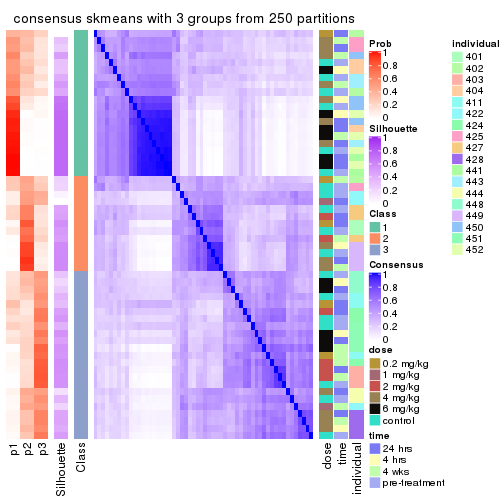 consensus skmeans with 3 groups from 250 partitions
Prob
1
0.8
0.6
0.4
0.2
0
Silhouette
1
0.8
0.6
0.4
0.2
0
Class
1
2
3
Consensus
1
0.8
0.6
0.4
0.2
0
dose
0.2 mg/kg
1 mg/kg
2 mg/kg
4 mg/kg
6 mg/kg
control
time
24 hrs
4 hrs
4 wks
pre-treatment
Individual
401
402
403
404
411
422
424
425
427
428
441
443
444
448
449
450
451
452
p1
p2
p3
Silhouette
Class
dose
time
individual